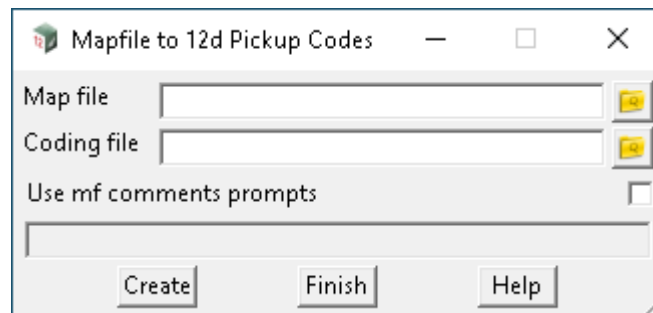 Mapfile to 12d Pickup Codes
Map file
Coding file
Use mf comments prompts
Create Finish Help